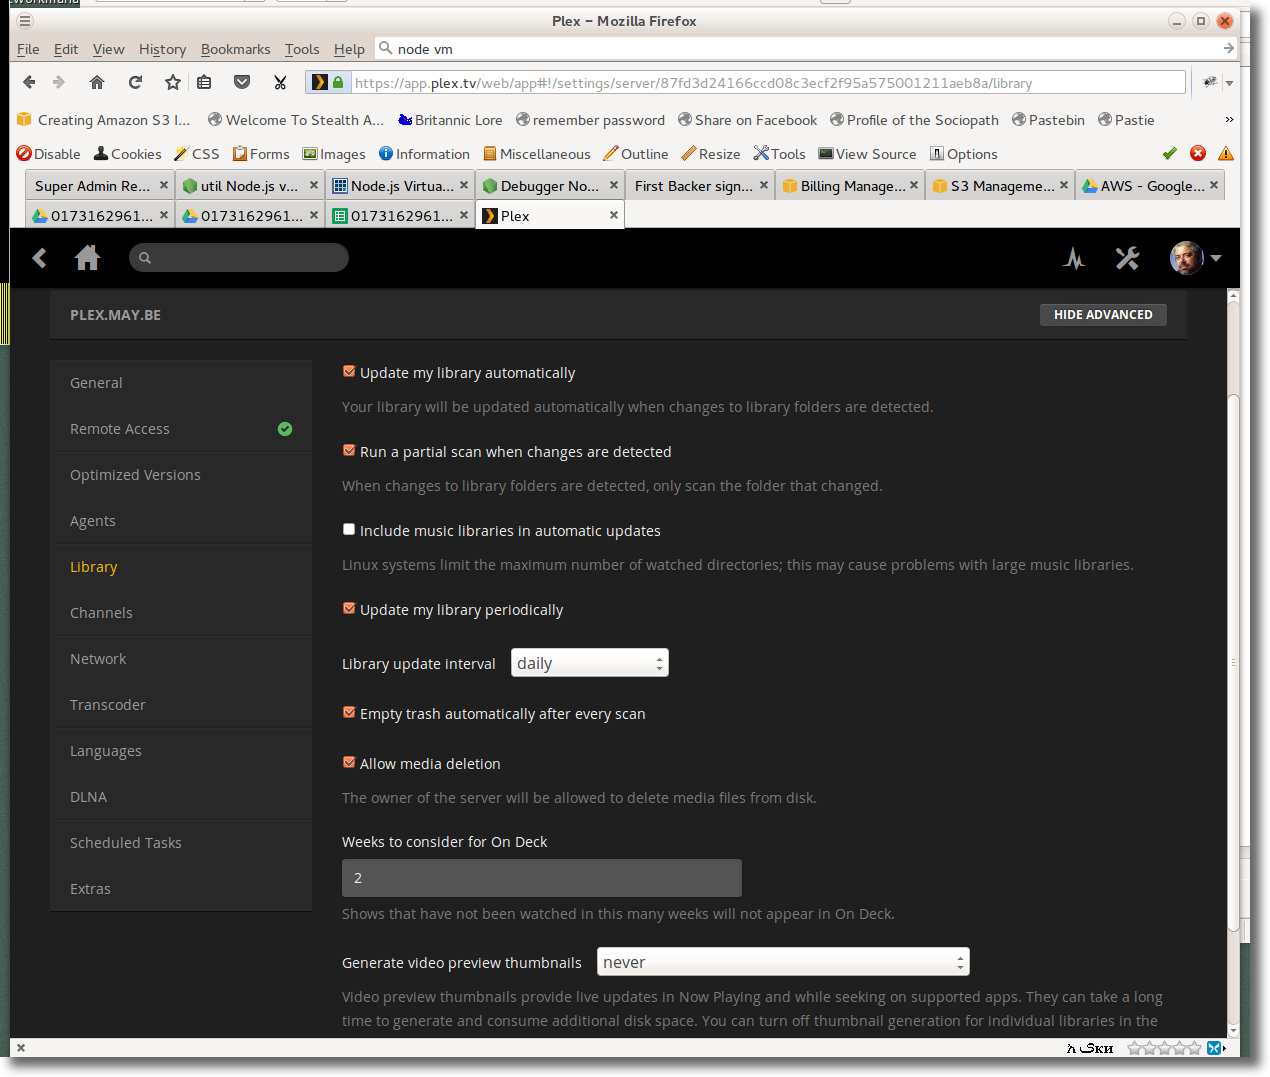 Plex - Mozilla Firefox
File Edit View History Bookmarks Tools Help node vm
https://app.plex.tv/web/app#!/settings/server/87fd3d24166ccd08c3ecf2f95a575001211aeb8a/library
Creating Amazon S3 I... Welcome To Stealth A... Britannic Lore remember password Share on Facebook Profile of the Sociopath Pastebin Pastie »
Disable Cookies CSS Forms Images Information Miscellaneous Outline Resize Tools View Source Options
Super Admin Re... util Node.js v... Node.js Virtua... Debugger No... First Backer sign... Billing Manage... S3 Manageme... AWS - Google...
0173162961... 0173162961... 0173162961... Plex
PLEX.MAY.BE HIDE ADVANCED
General
Remote Access
Optimized Versions
Agents
Library
Channels
Network
Transcoder
Languages
DLNA
Scheduled Tasks
Extras
Update my library automatically
Your library will be updated automatically when changes to library folders are detected.
Run a partial scan when changes are detected
When changes to library folders are detected, only scan the folder that changed.
Include music libraries in automatic updates
Linux systems limit the maximum number of watched directories; this may cause problems with large music libraries.
Update my library periodically
Library update interval daily
Empty trash automatically after every scan
Allow media deletion
The owner of the server will be allowed to delete media files from disk.
Weeks to consider for On Deck
2
Shows that have not been watched in this many weeks will not appear in On Deck.
Generate video preview thumbnails never
Video preview thumbnails provide live updates in Now Playing and while seeking on supported apps. They can take a long
time to generate and consume additional disk space. You can turn off thumbnail generation for individual libraries in the